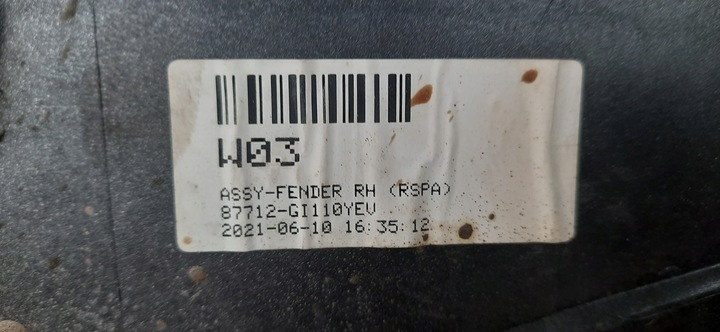 W03
ASSY-FENDER RH (RSPA)
87712-GI110YEV
2021-06-10 16:35:12